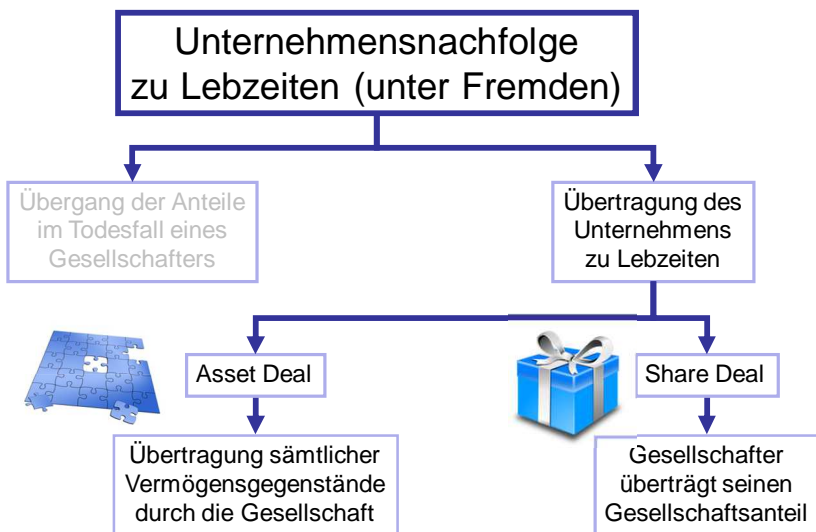 Unternehmensnachfolge
zu Lebzeiten (unter Fremden)
Übergang der Anteile
im Todesfall eines
Gesellschafters
Übertragung des
Unternehmens
zu Lebzeiten
Asset Deal
Share Deal
Übertragung sämtlicher
Vermögensgegenstände
durch die Gesellschaft
Gesellschafter
überträgt seinen
Gesellschaftsanteil